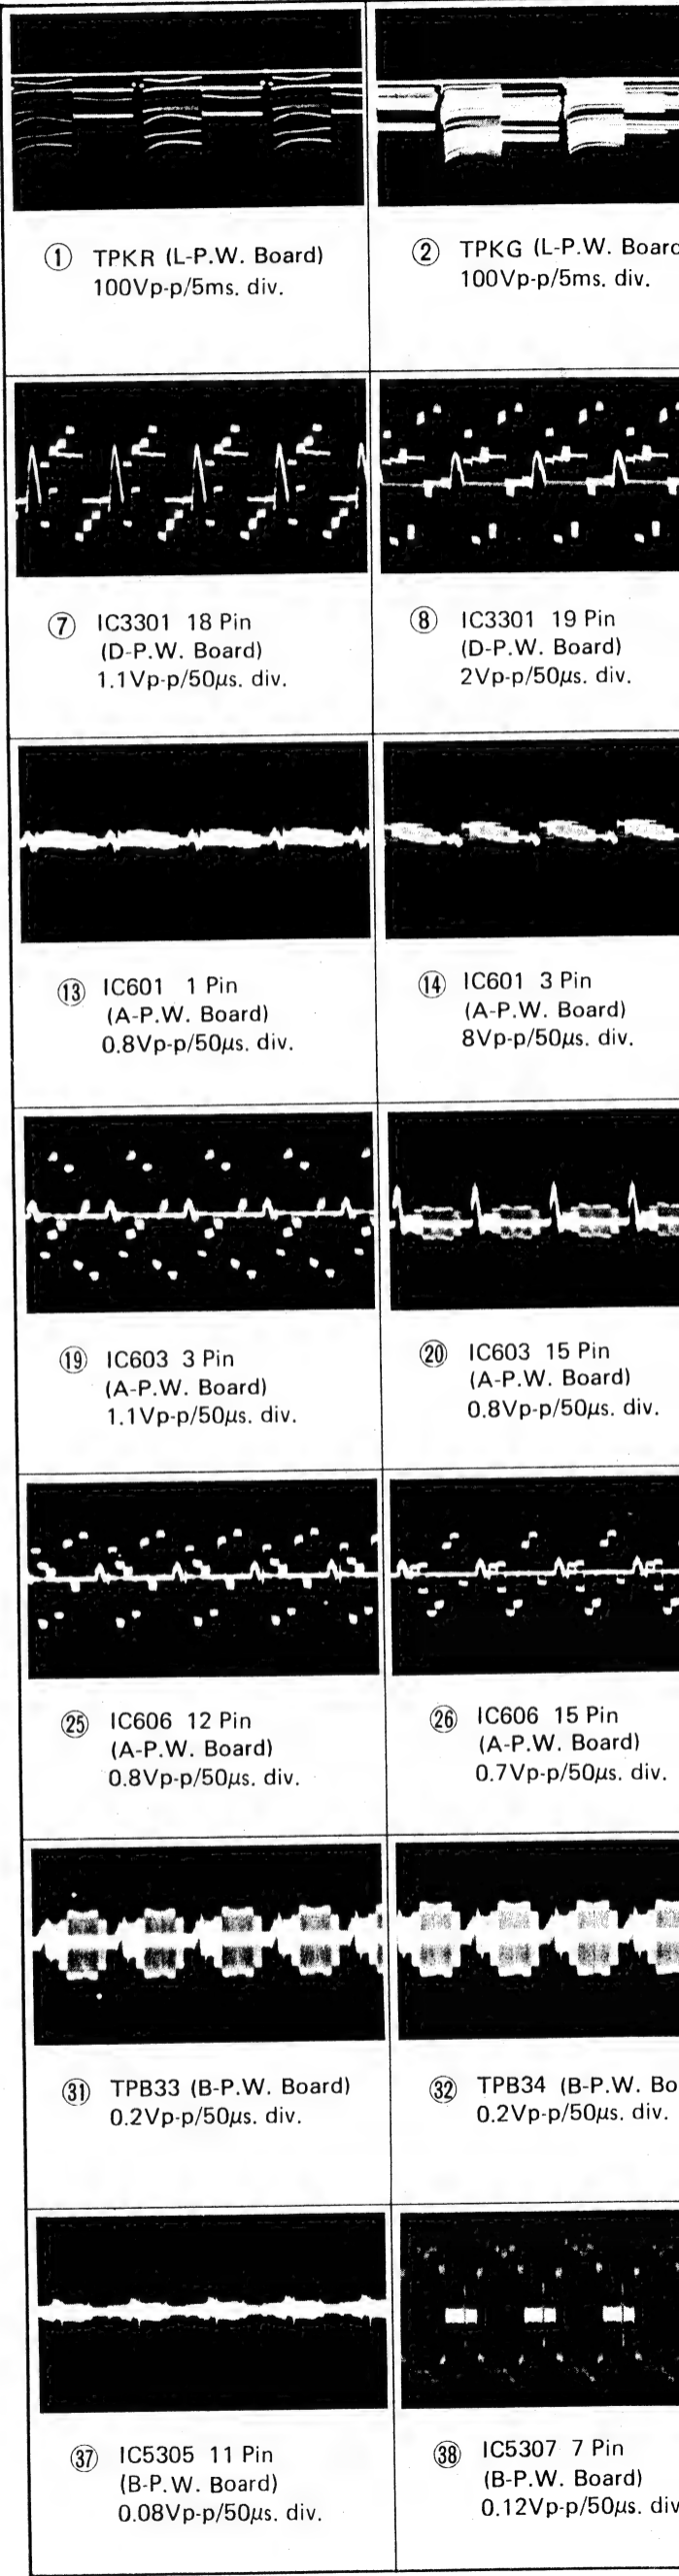 ① TPKR (L-P.W. Board)
100Vp-p/5ms. div.
② TPKG (L-P.W. Board
100Vp-p/5ms. div.
⑦ IC3301 18 Pin
(D-P.W. Board)
1.1Vp-p/50μs. div.
⑧ IC3301 19 Pin
(D-P.W. Board)
2Vp-p/50μs. div.
⑬ IC601 1 Pin
(A-P.W. Board)
0.8Vp-p/50μs. div.
⑭ IC601 3 Pin
(A-P.W. Board)
8Vp-p/50μs. div.
⑲ IC603 3 Pin
(A-P.W. Board)
1.1Vp-p/50μs. div.
⑳ IC603 15 Pin
(A-P.W. Board)
0.8Vp-p/50μs. div.
㉕ IC606 12 Pin
(A-P.W. Board)
0.8Vp-p/50μs. div.
㉖ IC606 15 Pin
(A-P.W. Board)
0.7Vp-p/50μs. div.
㉛ TPB33 (B-P.W. Board)
0.2Vp-p/50μs. div.
㉜ TPB34 (B-P.W. Bo
0.2Vp-p/50μs. div.
㊲ IC5305 11 Pin
(B-P.W. Board)
0.08Vp-p/50μs. div.
㊳ IC5307 7 Pin
(B-P.W. Board)
0.12Vp-p/50μs. div